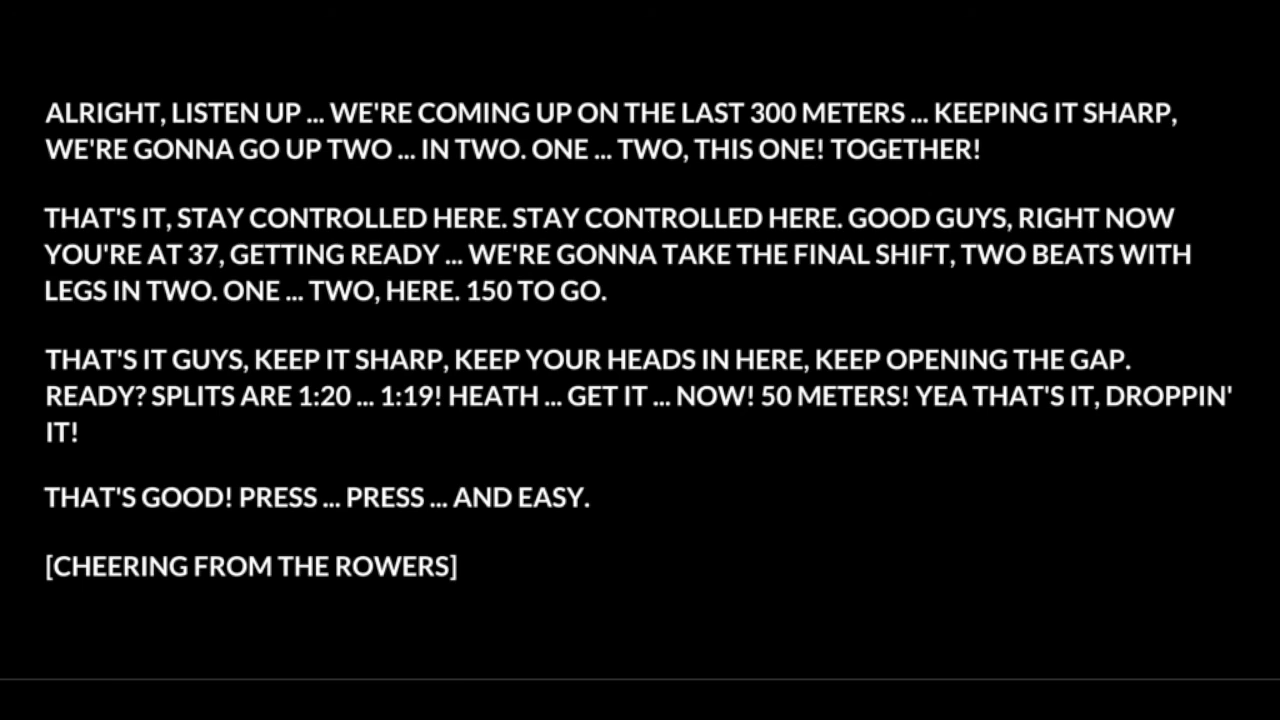 ALRIGHT, LISTEN UP ... WE'RE COMING UP ON THE LAST 300 METERS ... KEEPING IT SHARP,
WE'RE GONNA GO UP TWO ... IN TWO. ONE ... TWO, THIS ONE! TOGETHER!
THAT'S IT, STAY CONTROLLED HERE. STAY CONTROLLED HERE. GOOD GUYS, RIGHT NOW
YOU'RE AT 37, GETTING READY ... WE'RE GONNA TAKE THE FINAL SHIFT, TWO BEATS WITH
LEGS IN TWO. ONE ... TWO, HERE. 150 TO GO.
THAT'S IT GUYS, KEEP IT SHARP, KEEP YOUR HEADS IN HERE, KEEP OPENING THE GAP.
READY? SPLITS ARE 1:20 ... 1:19! HEATH ... GET IT ... NOW! 50 METERS! YEA THAT'S IT, DROPPIN'
IT!
THAT'S GOOD! PRESS ... PRESS ... AND EASY.
[CHEERING FROM THE ROWERS]